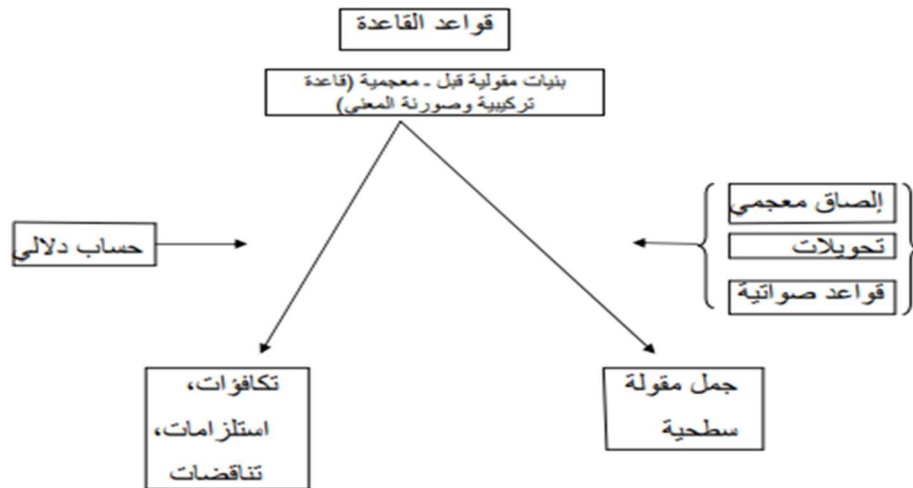 قواعد القاعدة
بنيات مقولية قبل - معجمية (قاعدة
تركيبية وصورنة المعنى)
إلصاق معجمي
تحويلات
قواعد صواتية
حساب دلالي
جمل مقولة
سطحية
تكافؤات،
استلزامات،
تناقضات